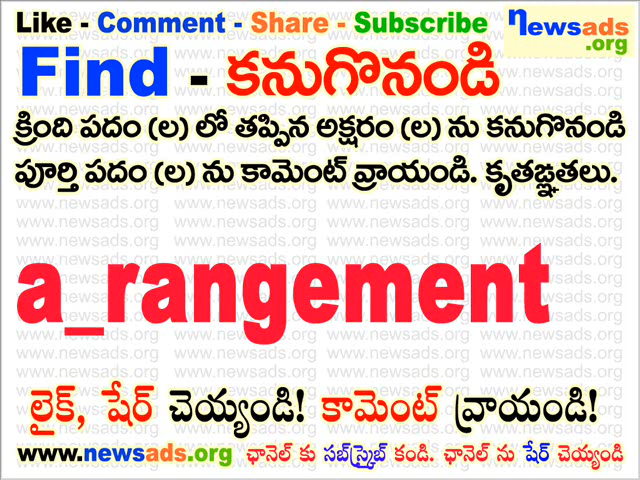 Like - Comment - Share - Subscribe
newsads
.org
Find - కనుగొనండి
క్రింది పదం (ల) లో తప్పిన అక్షరం (ల) ను కనుగొనండి
పూర్తి పదం (ల) ను కామెంట్ వ్రాయండి. కృతజ్ఞతలు.
a_rangement
లైక్, షేర్ చెయ్యండి! కామెంట్ వ్రాయండి!
www.newsads.org ఛానెల్ కు సబ్‌స్క్రైబ్ కండి. ఛానెల్ ను షేర్ చెయ్యండి